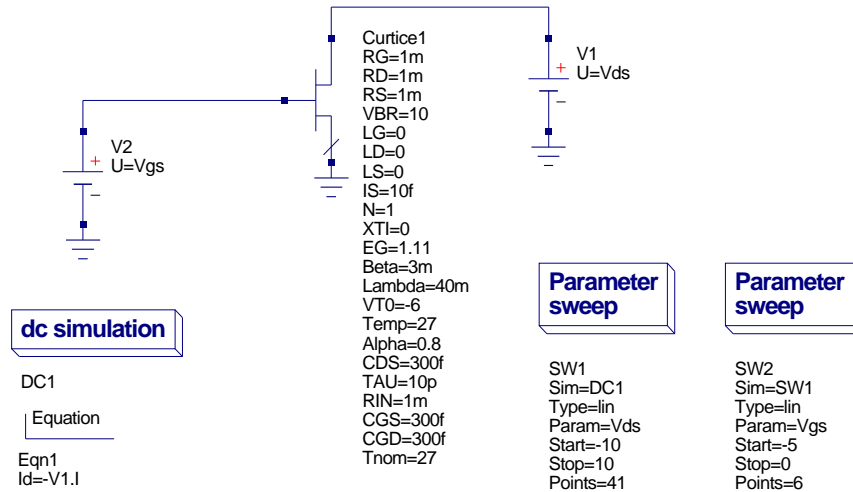 Curtice1
RG=1m
RD=1m
RS=1m
VBR=10
LG=0
LD=0
LS=0
IS=10f
N=1
XTI=0
EG=1.11
Beta=3m
Lambda=40m
VT0=-6
Temp=27
Alpha=0.8
CDS=300f
TAU=10p
RIN=1m
CGS=300f
CGD=300f
Tnom=27
V1
U=Vds
V2
U=Vgs
dc simulation
DC1
Equation
Eqn1
Id=-V1.I
Parameter
sweep
SW1
Sim=DC1
Type=lin
Param=Vds
Start=-10
Stop=10
Points=41
Parameter
sweep
SW2
Sim=SW1
Type=lin
Param=Vgs
Start=-5
Stop=0
Points=6